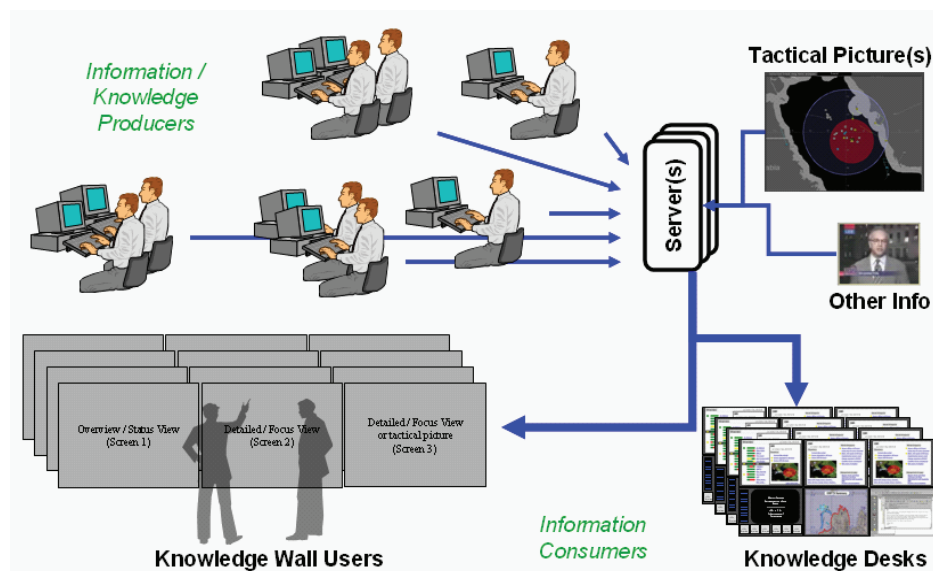 Information /
Knowledge
Producers
Tactical Picture(s)
Server(s)
Other Info
Overview / Status View
(Screen 1)
Detailed / Focus View
(Screen 2)
Detailed / Focus View
or tactical picture
(Screen 3)
Knowledge Wall Users
Information
Consumers
Knowledge Desks